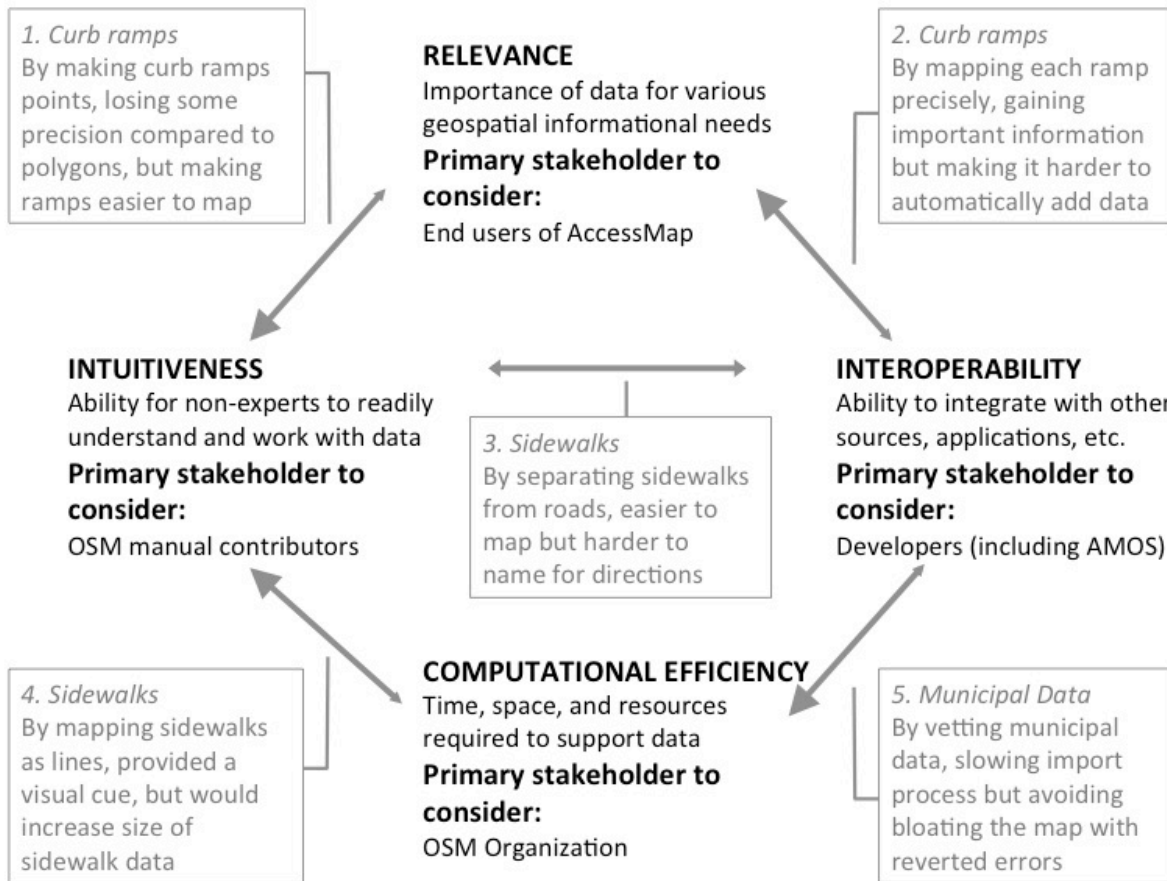 1. Curb ramps
By making curb ramps
points, losing some
precision compared to
polygons, but making
ramps easier to map
RELEVANCE
Importance of data for various
geospatial informational needs
Primary stakeholder to
consider:
End users of AccessMap
2. Curb ramps
By mapping each ramp
precisely, gaining
important information
but making it harder to
automatically add data
INTUITIVENESS
Ability for non-experts to readily
understand and work with data
Primary stakeholder to
consider:
OSM manual contributors
3. Sidewalks
By separating sidewalks
from roads, easier to
map but harder to
name for directions
INTEROPERABILITY
Ability to integrate with other
sources, applications, etc.
Primary stakeholder to
consider:
Developers (including AMOS)
4. Sidewalks
By mapping sidewalks
as lines, provided a
visual cue, but would
increase size of
sidewalk data
COMPUTATIONAL EFFICIENCY
Time, space, and resources
required to support data
Primary stakeholder to
consider:
OSM Organization
5. Municipal Data
By vetting municipal
data, slowing import
process but avoiding
bloating the map with
reverted errors